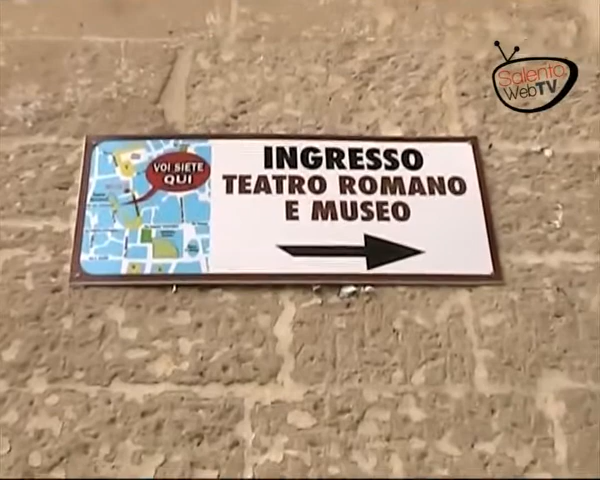 Salento
WebTV
VOI SIETE
QUI
INGRESSO
TEATRO ROMANO
E MUSEO